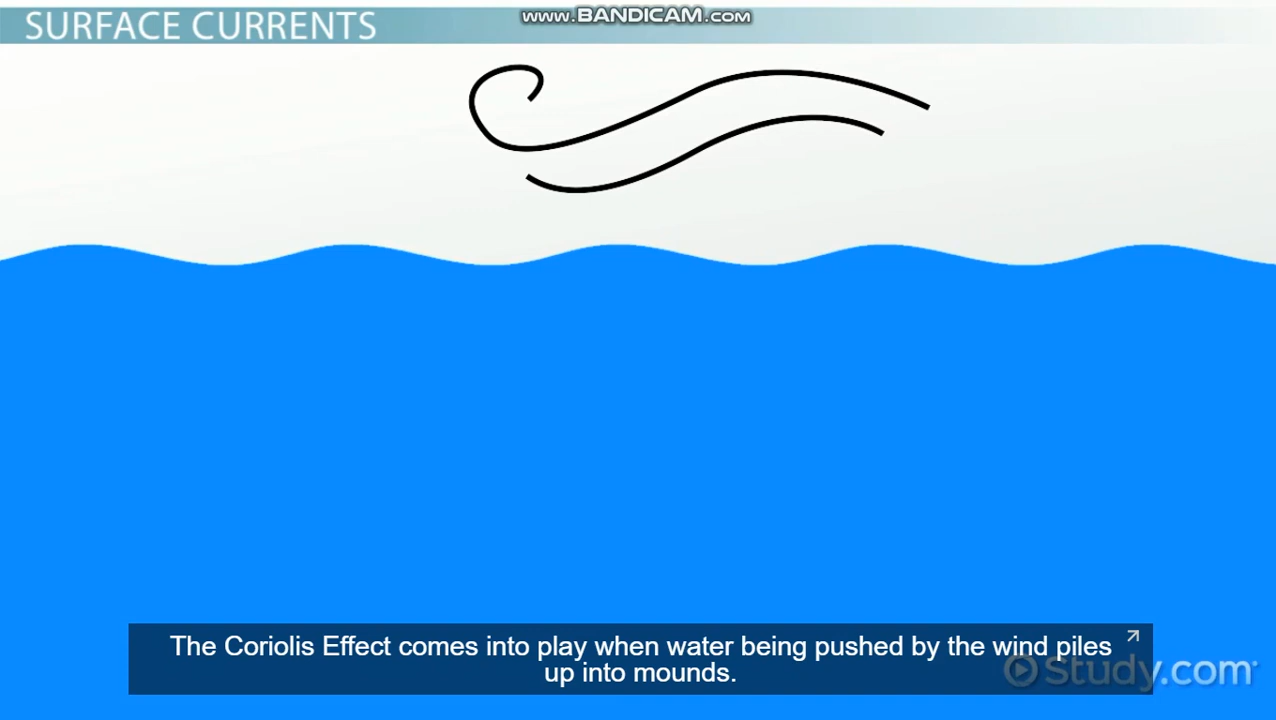 SURFACE CURRENTS
www.BANDICAM.com
The Coriolis Effect comes into play when water being pushed by the wind piles
up into mounds.
Study.com